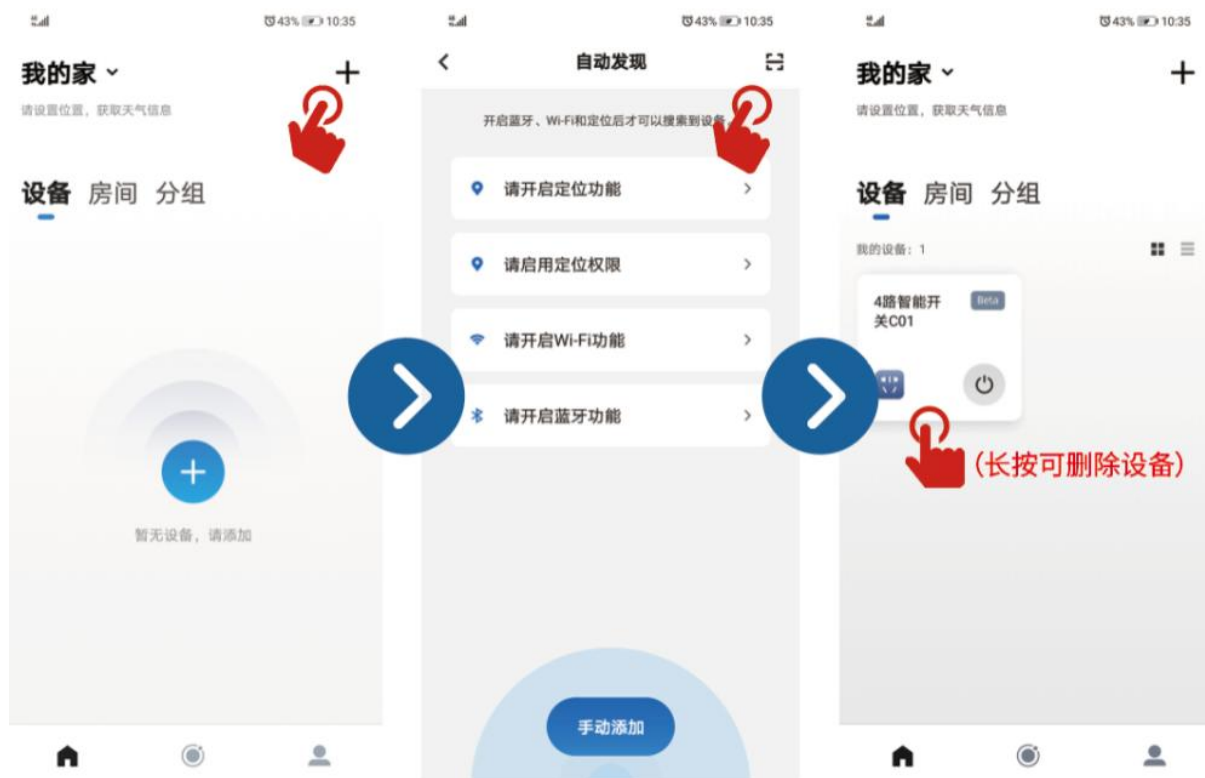 43% 10:35
我的家
请设置位置，获取天气信息
设备 房间 分组
暂无设备，请添加
43% 10:35
自动发现
开启蓝牙、Wi-Fi和定位后才可以搜索到设备
请开启定位功能
请启用定位权限
请开启Wi-Fi功能
请开启蓝牙功能
手动添加
43% 10:35
我的家
请设置位置，获取天气信息
设备 房间 分组
我的设备：1
4路智能开
关C01
Beta
（长按可删除设备）